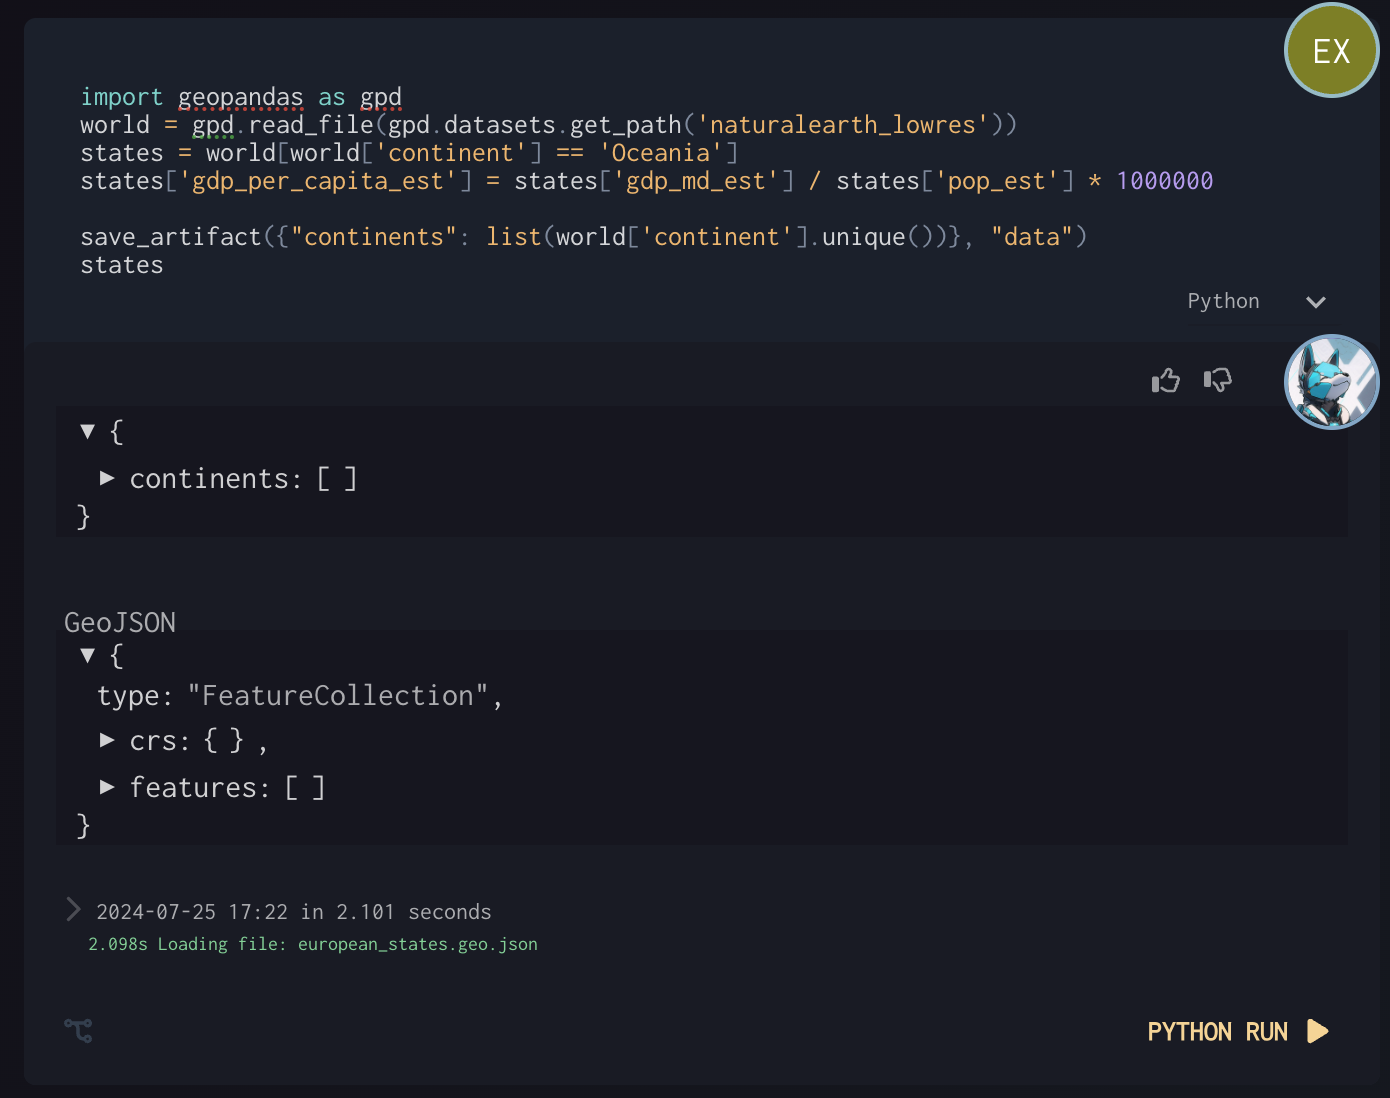 EX
import geopandas as gpd
world = gpd.read_file(gpd.datasets.get_path('naturalearth_lowres'))
states = world[world['continent'] == 'Oceania']
states['gdp_per_capita_est'] = states['gdp_md_est'] / states['pop_est'] * 1000000
save_artifact({"continents": list(world['continent'].unique())}, "data")
states
Python
▼ {
▶ continents: [ ]
}
GeoJSON
▼ {
type: "FeatureCollection",
▶ crs: { } ,
▶ features: [ ]
}
2024-07-25 17:22 in 2.101 seconds
2.098s Loading file: european_states.geo.json
PYTHON RUN